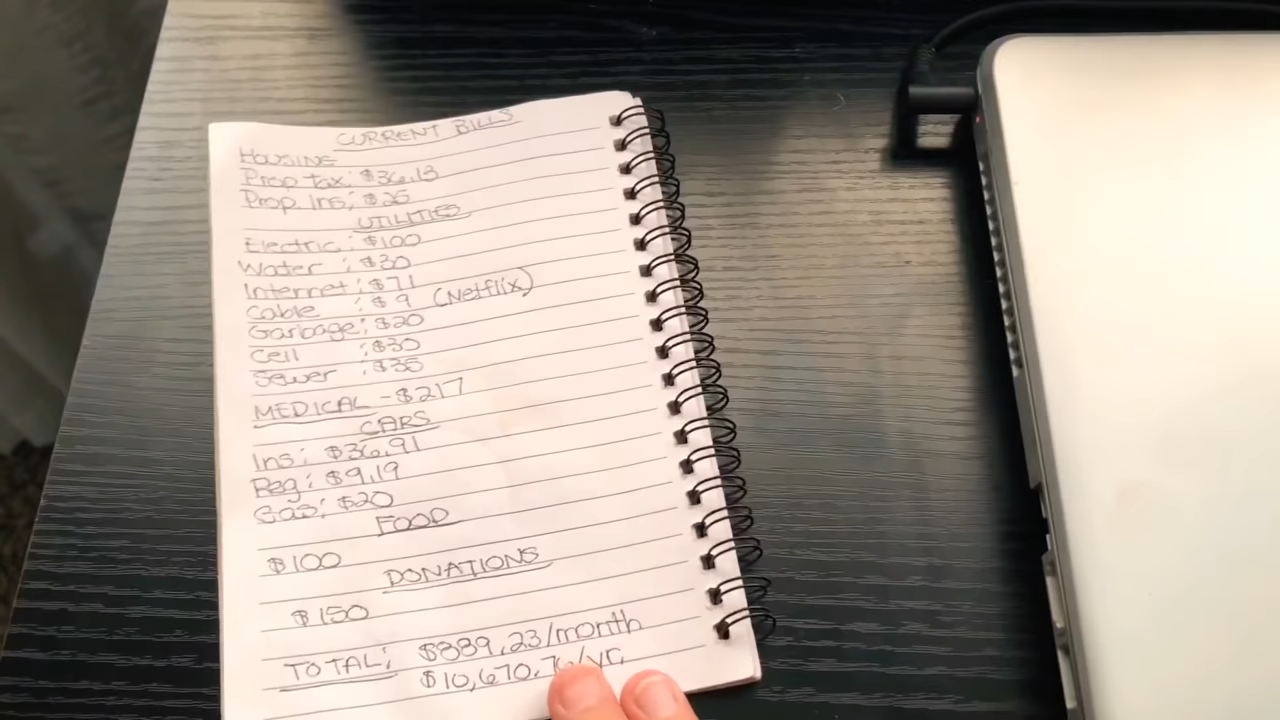 CURRENT BILLS
HOUSING
Prop tax: $36.13
Prop. Ins: $25
UTILITIES
Electric: $100
Water : $30
Internet: $71
Cable : $9 (Netflix)
Garbage: $20
Cell : $30
Sewer : $35
MEDICAL - $217
CARS
Ins: $36.91
Reg: $9.19
Gas: $20
FOOD
$100
DONATIONS
$150
TOTAL: $889.23/month
$10,670.76/yr.